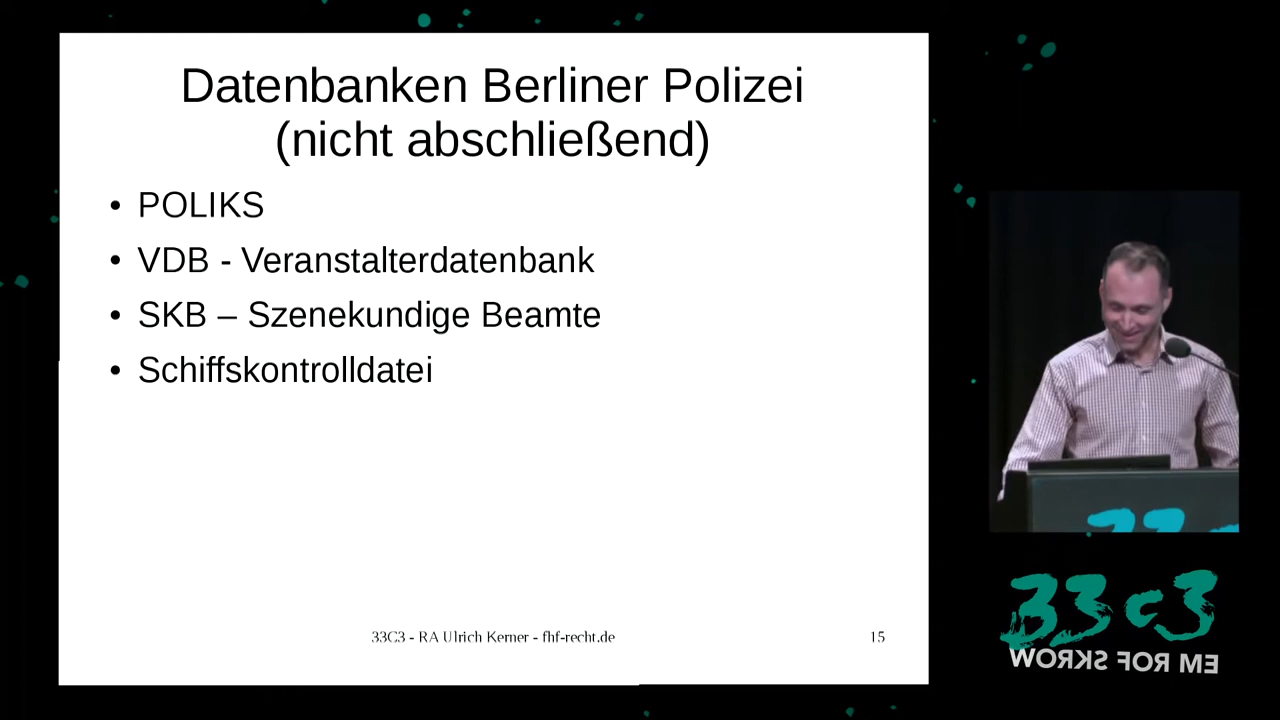 Datenbanken Berliner Polizei
(nicht abschließend)
• POLIKS
• VDB - Veranstalterdatenbank
• SKB – Szenekundige Beamte
• Schiffskontrolldatei
33C3 - RA Ulrich Kerner - fhf-recht.de
15
33c3
WORKS FOR ME